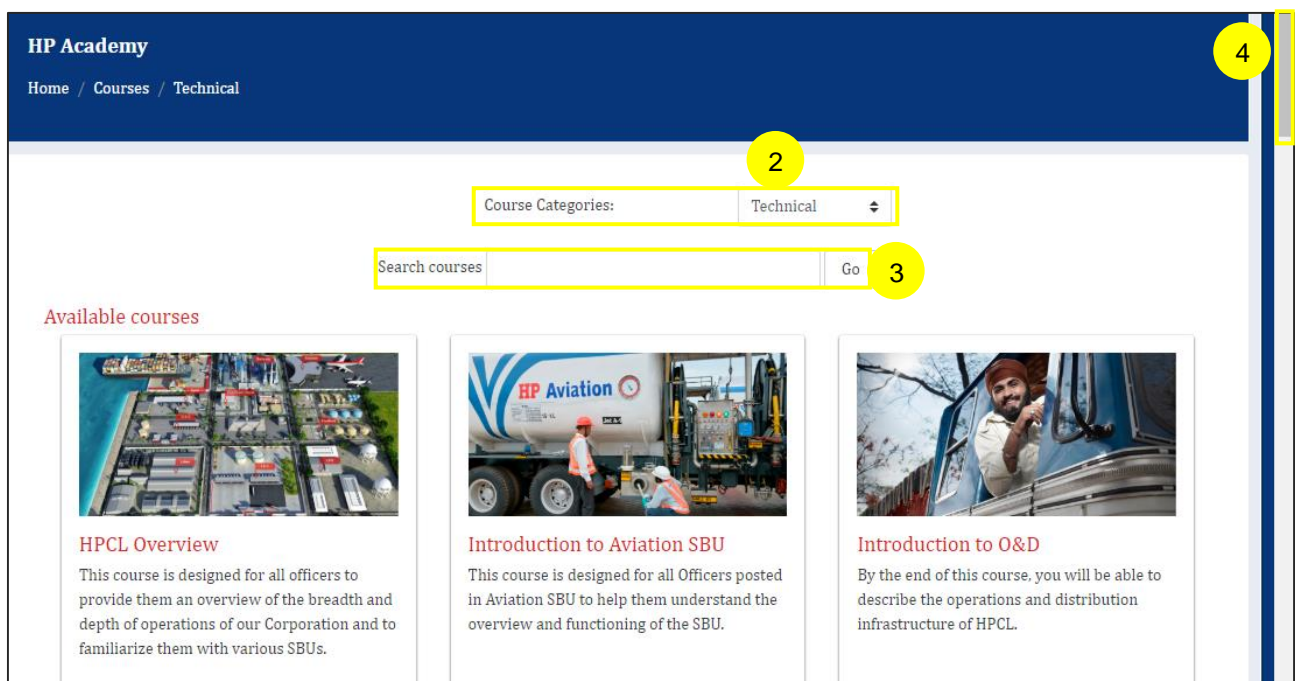 HP Academy
4
Home / Courses / Technical
2
Course Categories: Technical
Search courses Go 3
Available courses
HP Aviation
Jet A-1
HPCL Overview
This course is designed for all officers to
provide them an overview of the breadth and
depth of operations of our Corporation and to
familiarize them with various SBUs.
Introduction to Aviation SBU
This course is designed for all Officers posted
in Aviation SBU to help them understand the
overview and functioning of the SBU.
Introduction to O&D
By the end of this course, you will be able to
describe the operations and distribution
infrastructure of HPCL.